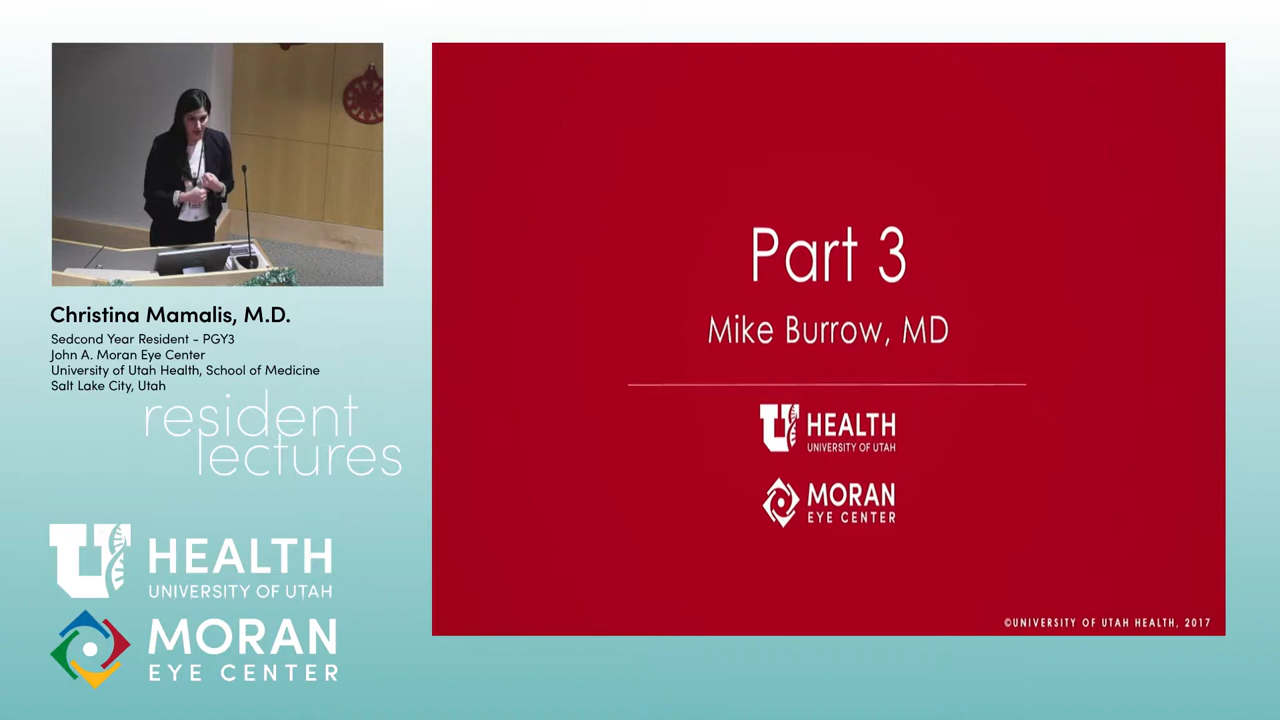 Christina Mamalis, M.D.
Sedcond Year Resident - PGY3
John A. Moran Eye Center
University of Utah Health, School of Medicine
Salt Lake City, Utah
resident
lectures
U HEALTH
UNIVERSITY OF UTAH
MORAN
EYE CENTER
Part 3
Mike Burrow, MD
U HEALTH
UNIVERSITY OF UTAH
MORAN
EYE CENTER
©UNIVERSITY OF UTAH HEALTH, 2017